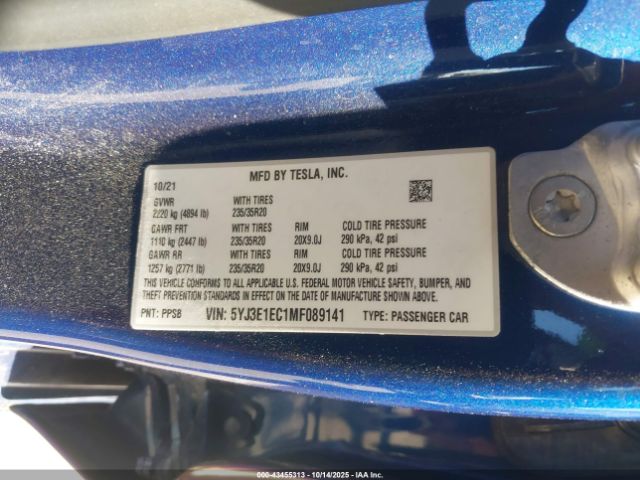 MFD BY TESLA, INC.
10/21
GVWR WITH TIRES
2220 kg (4894 lb) 235/35R20
GAWR FRT WITH TIRES RIM COLD TIRE PRESSURE
1110 kg (2447 lb) 235/35R20 20X9.0J 290 kPa, 42 psi
GAWR RR WITH TIRES RIM COLD TIRE PRESSURE
1257 kg (2771 lb) 235/35R20 20X9.0J 290 kPa, 42 psi
THIS VEHICLE CONFORMS TO ALL APPLICABLE U.S. FEDERAL MOTOR VEHICLE SAFETY, BUMPER, AND
THEFT PREVENTION STANDARDS IN EFFECT ON THE DATE OF MANUFACTURE SHOWN ABOVE.
PNT: PPSB VIN: 5YJ3E1EC1MF089141 TYPE: PASSENGER CAR
000-43455313 - 10/14/2025 - IAA Inc.